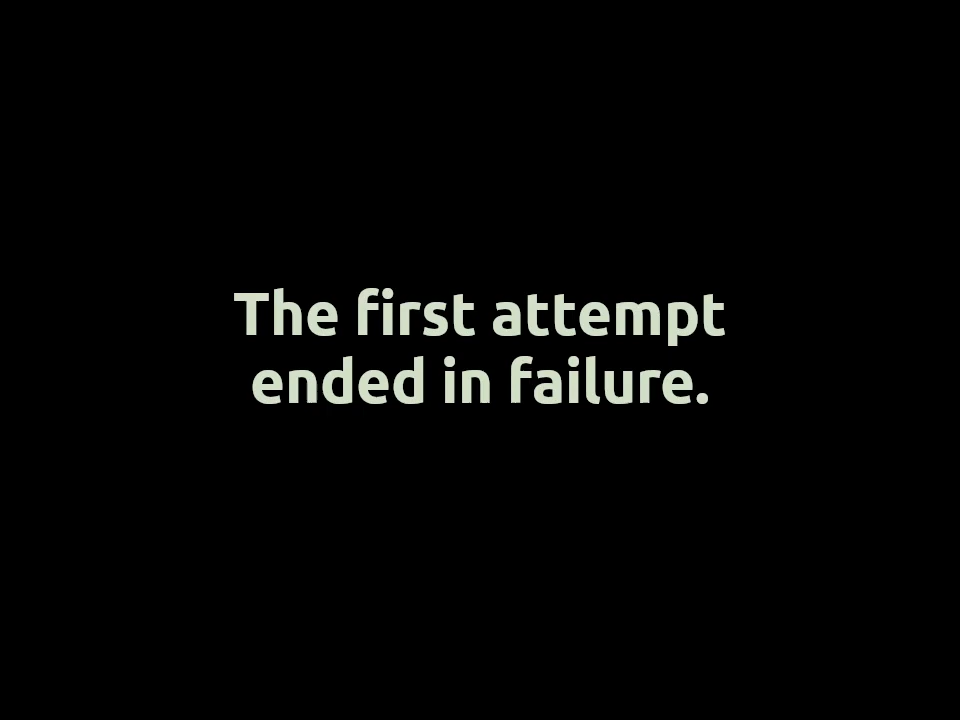 The first attempt
ended in failure.